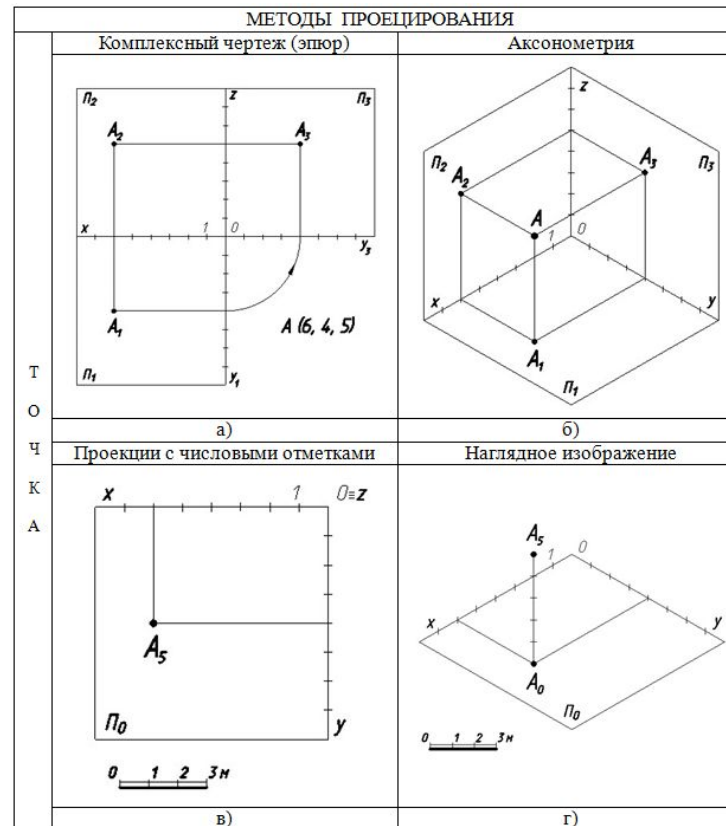 МЕТОДЫ ПРОЕЦИРОВАНИЯ
Т
О
Ч
К
А
Комплексный чертеж (эпюр)
П₂
z
П₃
A₂
A₃
x
1
0
y₃
A₁
A (6, 4, 5)
П₁
y₁
а)
Аксонометрия
z
П₂
A₂
A₃
П₃
A
1
0
x
y
A₁
П₁
б)
Проекции с числовыми отметками
x
1
0≡z
A₅
П₀
y
0 1 2 3 м
в)
Наглядное изображение
A₅
1
0
x
y
A₀
П₀
0 1 2 3 м
г)